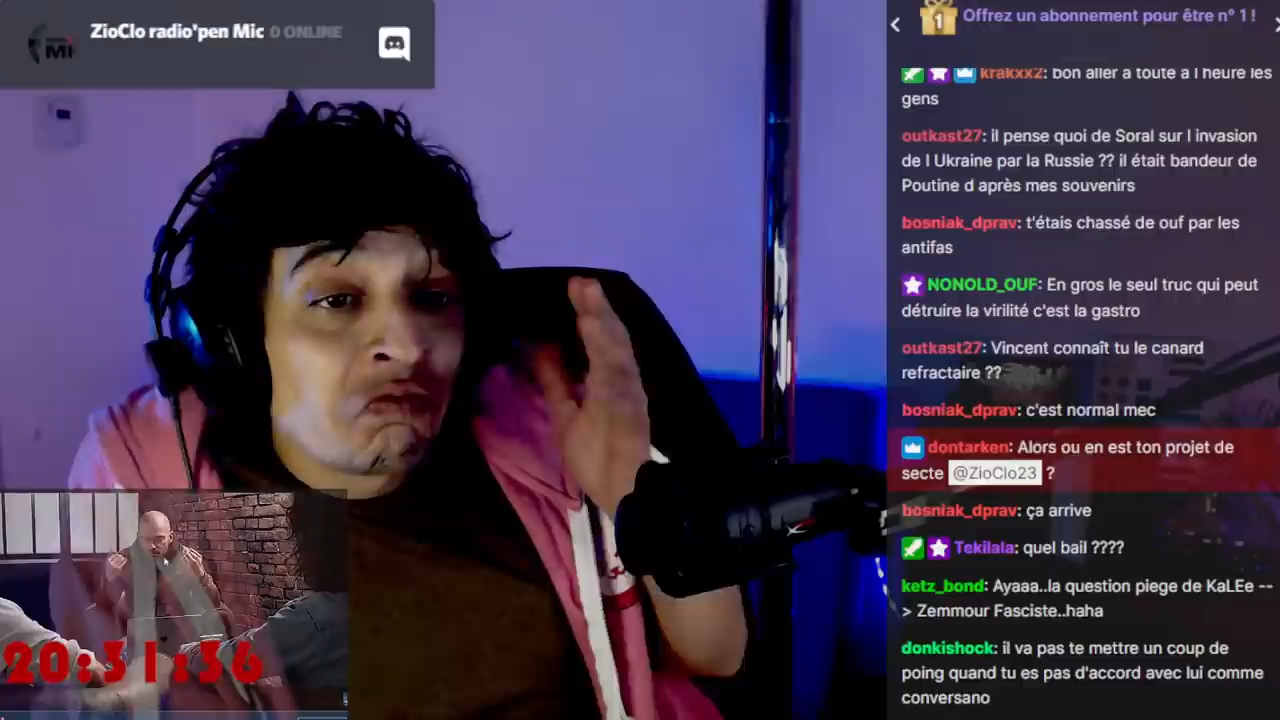 ZioClo radio'pen Mic 0 ONLINE
MI
Offrez un abonnement pour être n° 1 !
1
krakxx2: bon aller a toute a l heure les
gens
outkast27: il pense quoi de Soral sur l invasion
de l Ukraine par la Russie ?? il était bandeur de
Poutine d après mes souvenirs
bosniak_dprav: t'étais chassé de ouf par les
antifas
NONOLD_OUF: En gros le seul truc qui peut
détruire la virilité c'est la gastro
outkast27: Vincent connaît tu le canard
refractaire ??
bosniak_dprav: c'est normal mec
dontarken: Alors ou en est ton projet de
secte @ZioClo23 ?
bosniak_dprav: ça arrive
Tekilala: quel bail ????
ketz_bond: Ayaaa..la question piege de KaLEe --
> Zemmour Fasciste..haha
donkishock: il va pas te mettre un coup de
poing quand tu es pas d'accord avec lui comme
conversano
20:31:36